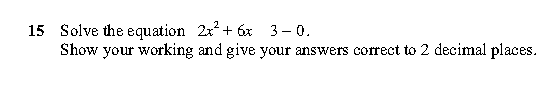 15 Solve the equation 2x² + 6x 3 – 0.
Show your working and give your answers correct to 2 decimal places.